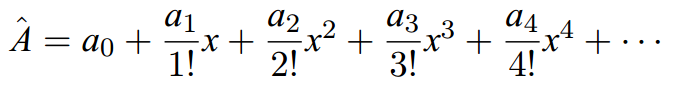 Â = a₀ + a₁/1! x + a₂/2! x² + a₃/3! x³ + a₄/4! x⁴ + ···